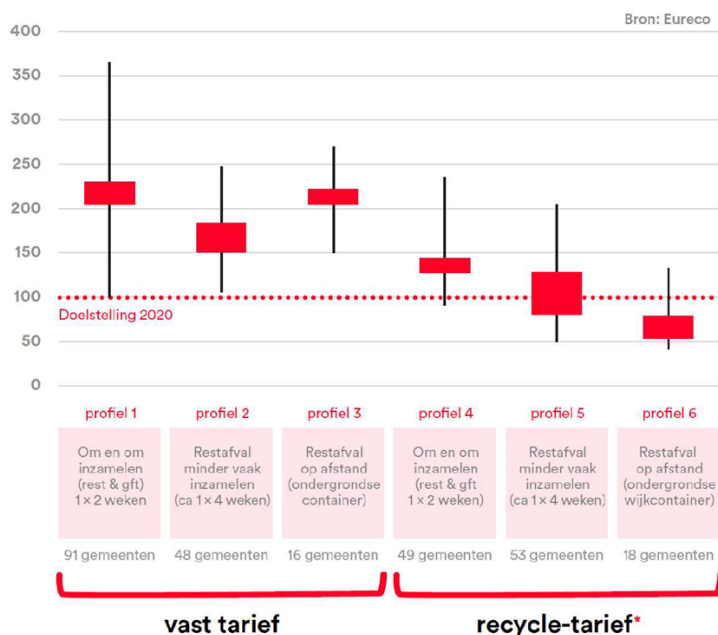 Bron: Eureco
400
350
300
250
200
150
100
Doelstelling 2020
50
0
profiel 1
profiel 2
profiel 3
profiel 4
profiel 5
profiel 6
Om en om
inzamelen
(rest & gft)
1 × 2 weken
Restafval
minder vaak
inzamelen
(ca 1 × 4 weken)
Restafval
op afstand
(ondergrondse
container)
Om en om
inzamelen
(rest & gft
1 × 2 weken)
Restafval
minder vaak
inzamelen
(ca 1 × 4 weken)
Restafval
op afstand
(ondergrondse
wijkcontainer)
91 gemeenten
48 gemeenten
16 gemeenten
49 gemeenten
53 gemeenten
18 gemeenten
vast tarief
recycle-tarief*